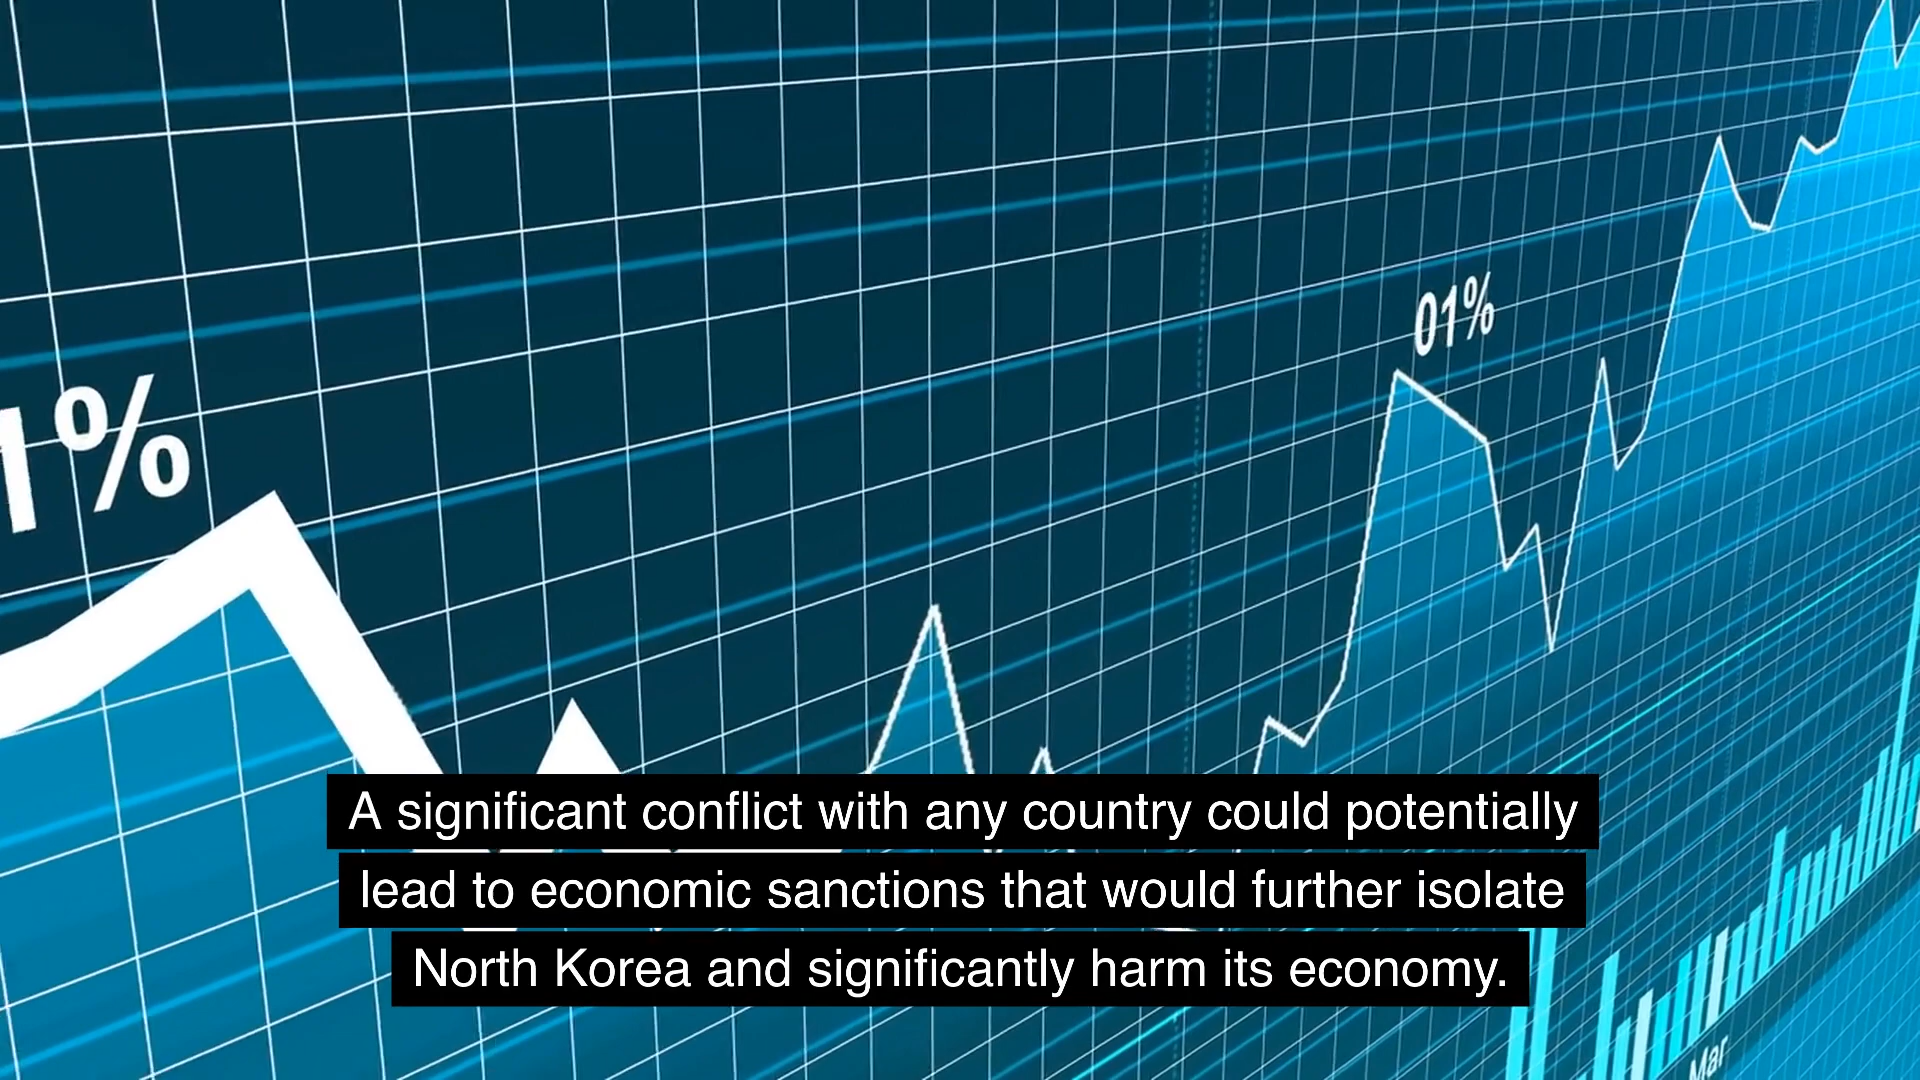 01%
1%
A significant conflict with any country could potentially
lead to economic sanctions that would further isolate
North Korea and significantly harm its economy.
Mar